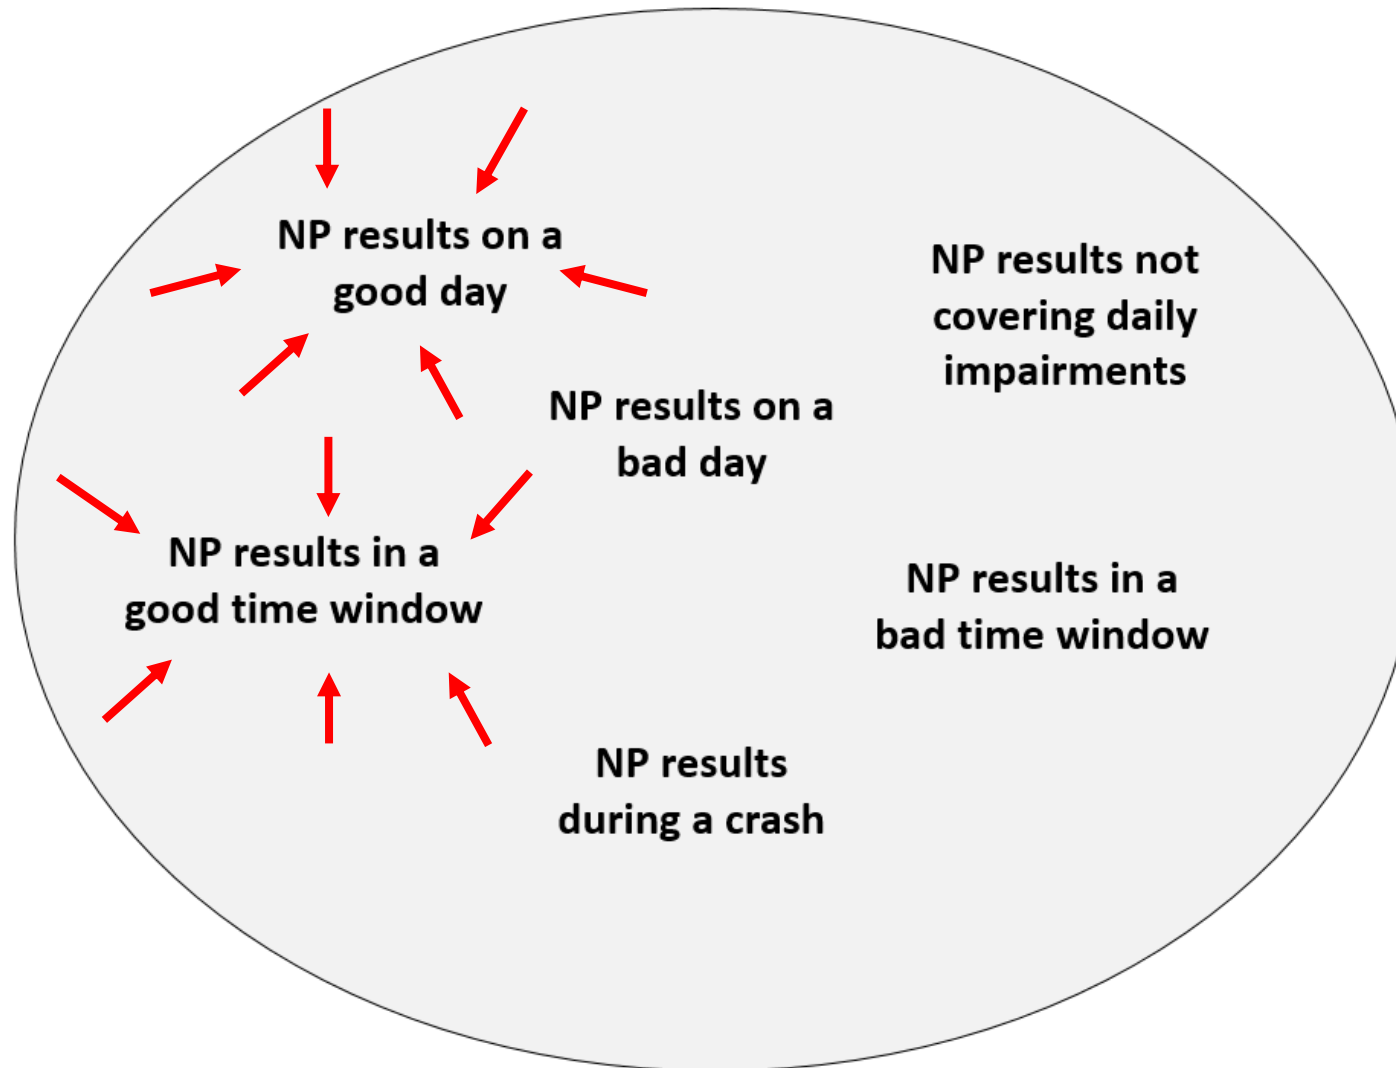 NP results on a
good day
NP results not
covering daily
impairments
NP results on a
bad day
NP results in a
good time window
NP results in a
bad time window
NP results
during a crash